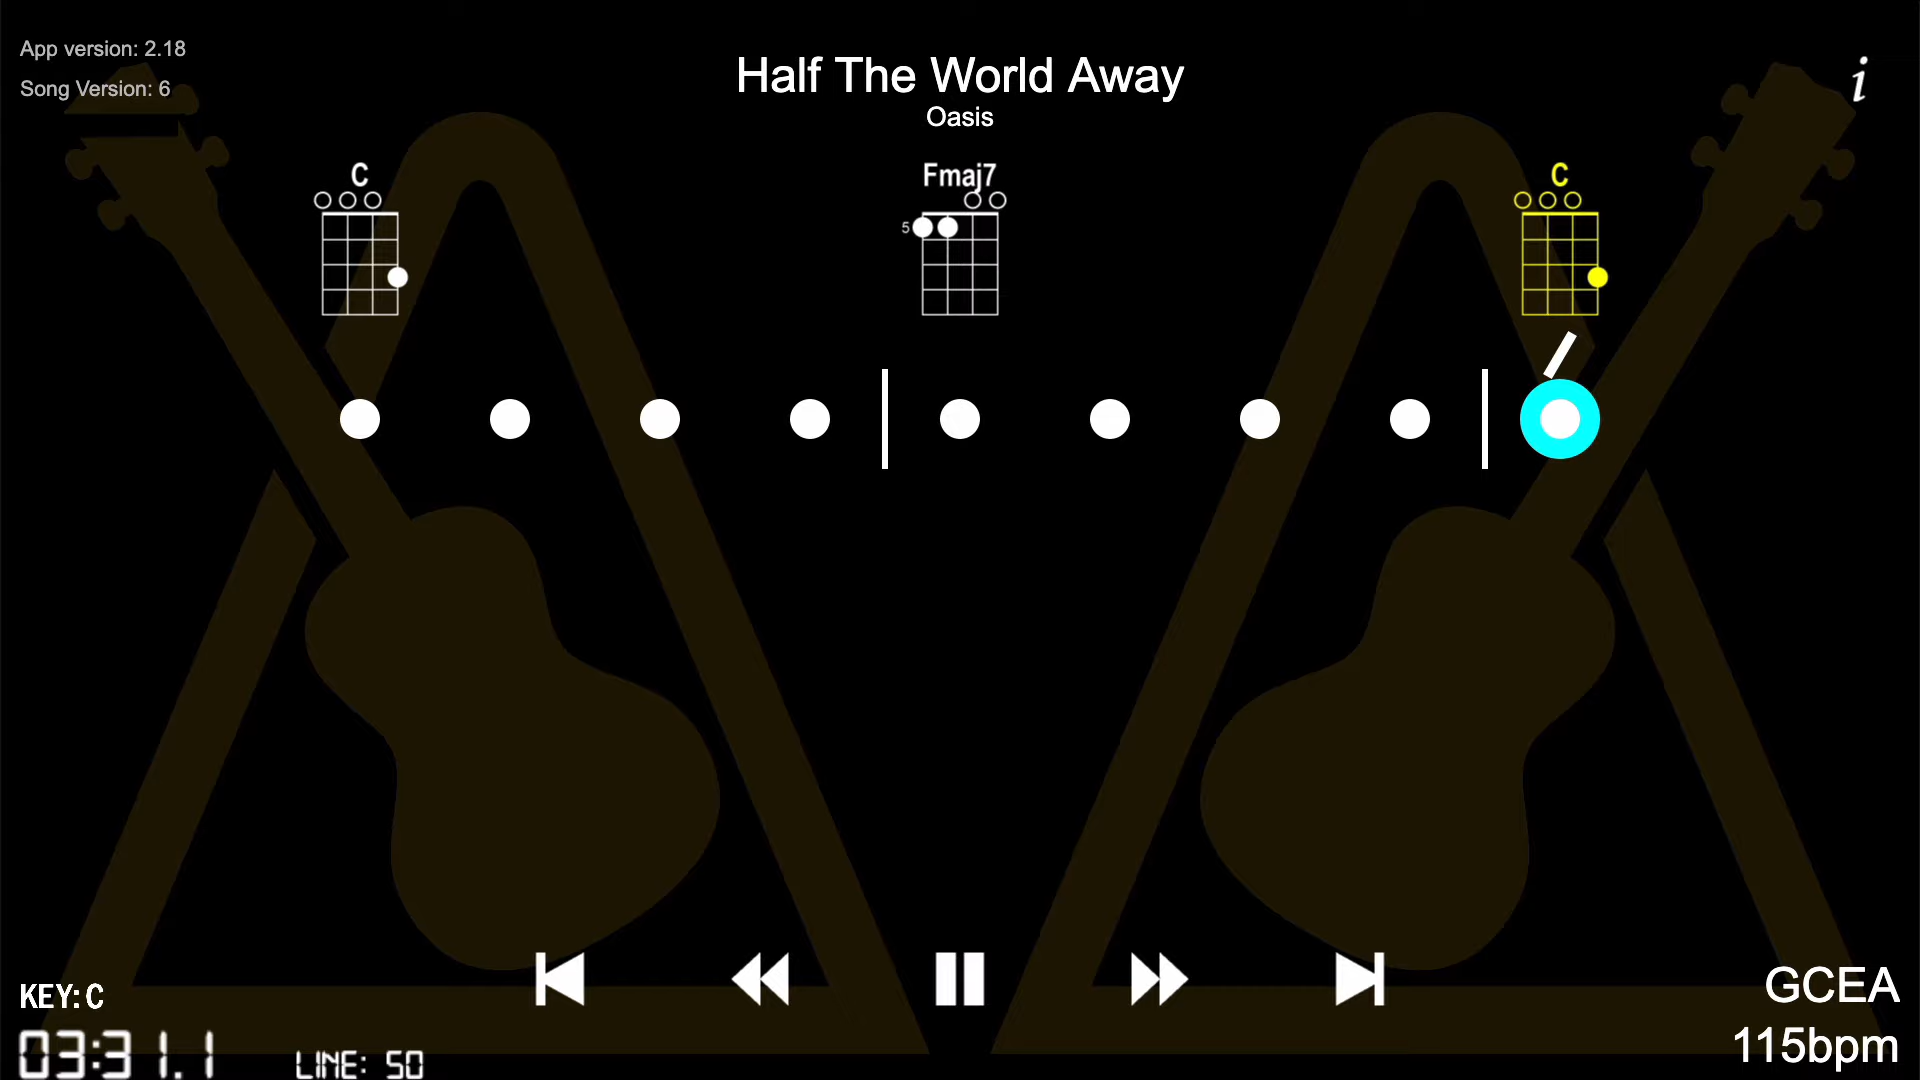 App version: 2.18
Song Version: 6
Half The World Away
Oasis
i
C
Fmaj7
5
C
KEY: C
03:31.1
LINE: 50
GCEA
115bpm